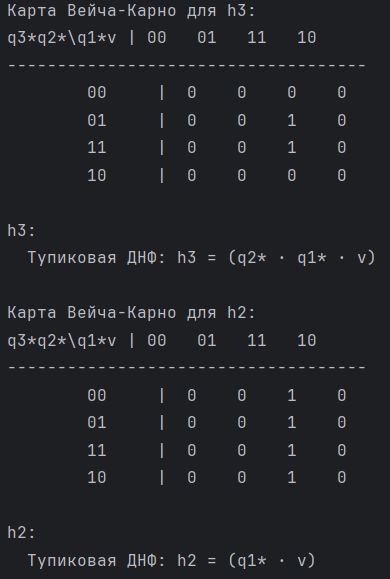 Карта Вейча-Карно для h3:
q3*q2*\q1*v | 00   01   11   10
------------------------------------
        00     |  0    0    0    0
        01     |  0    0    1    0
        11     |  0    0    1    0
        10     |  0    0    0    0
h3:
  Тупиковая ДНФ: h3 = (q2* · q1* · v)
Карта Вейча-Карно для h2:
q3*q2*\q1*v | 00   01   11   10
------------------------------------
        00     |  0    0    1    0
        01     |  0    0    1    0
        11     |  0    0    1    0
        10     |  0    0    1    0
h2:
  Тупиковая ДНФ: h2 = (q1* · v)